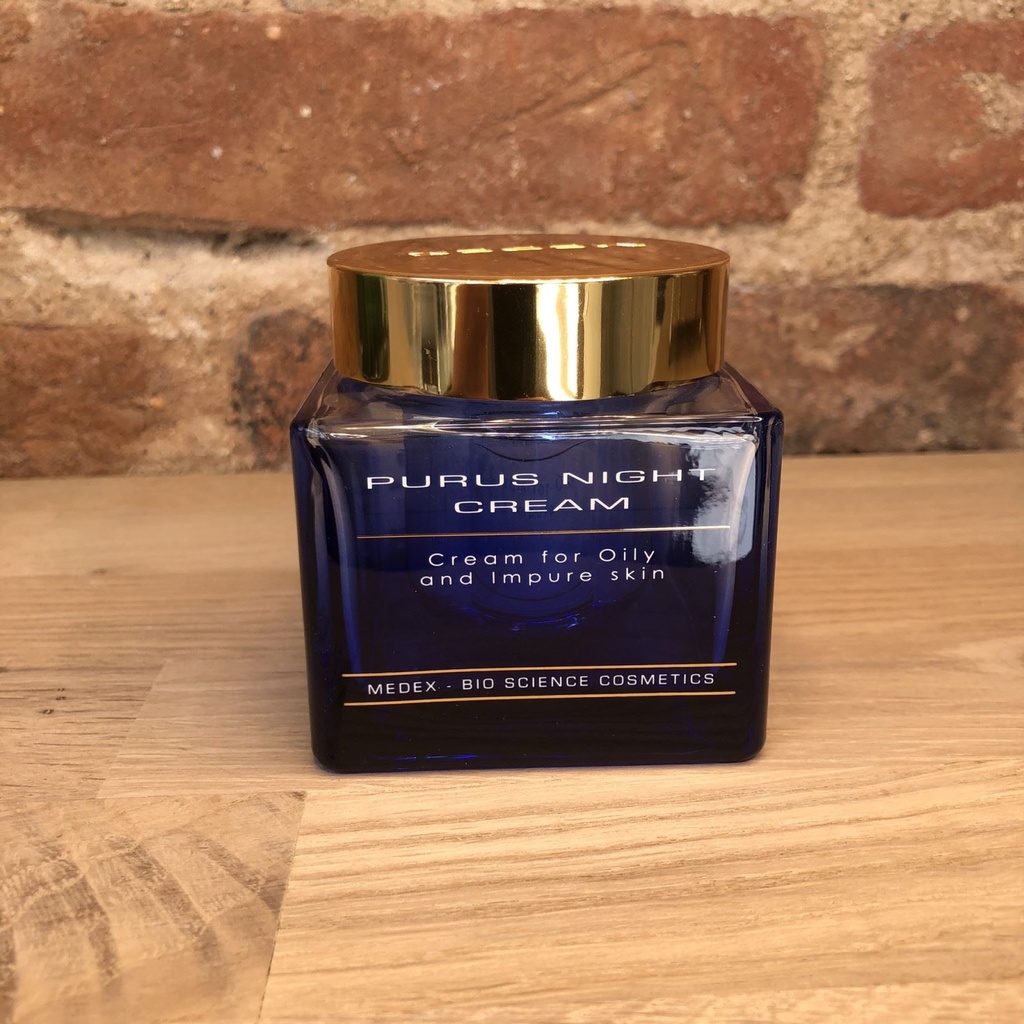 PURUS NIGHT
CREAM
Cream for Oily
and Impure skin
MEDEX - BIO SCIENCE COSMETICS